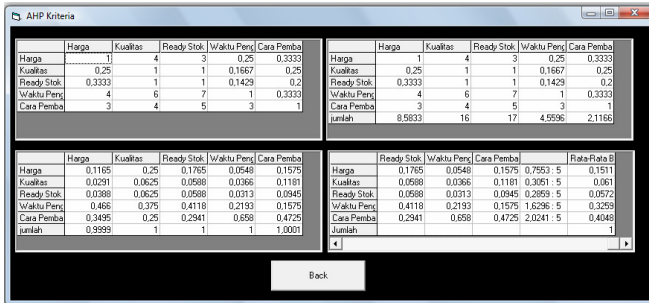 AHP Kriteria
Harga Kualitas Ready Stok Waktu Peng Cara Pemba
Harga 1 4 3 0,25 0,3333
Kualitas 0,25 1 1 0,1667 0,25
Ready Stok 0,3333 1 1 0,1429 0,2
Waktu Peng 4 6 7 1 0,3333
Cara Pemba 3 4 5 3 1
Harga Kualitas Ready Stok Waktu Peng Cara Pemba
Harga 1 4 3 0,25 0,3333
Kualitas 0,25 1 1 0,1667 0,25
Ready Stok 0,3333 1 1 0,1429 0,2
Waktu Peng 4 6 7 1 0,3333
Cara Pemba 3 4 5 3 1
jumlah 8,5833 16 17 4,5596 2,1166
Harga Kualitas Ready Stok Waktu Peng Cara Pemba
Harga 0,1165 0,25 0,1765 0,0548 0,1575
Kualitas 0,0291 0,0625 0,0588 0,0366 0,1181
Ready Stok 0,0388 0,0625 0,0588 0,0313 0,0945
Waktu Peng 0,466 0,375 0,4118 0,2193 0,1575
Cara Pemba 0,3495 0,25 0,2941 0,658 0,4725
jumlah 0,9999 1 1 1 1,0001
Ready Stok Waktu Peng Cara Pemba Rata-Rata B
Harga 0,1765 0,0548 0,1575 0,7553 : 5 0,1511
Kualitas 0,0588 0,0366 0,1181 0,3051 : 5 0,061
Ready Stok 0,0588 0,0313 0,0945 0,2859 : 5 0,0572
Waktu Peng 0,4118 0,2193 0,1575 1,6296 : 5 0,3259
Cara Pemba 0,2941 0,658 0,4725 2,0241 : 5 0,4048
Jumlah 1
Back